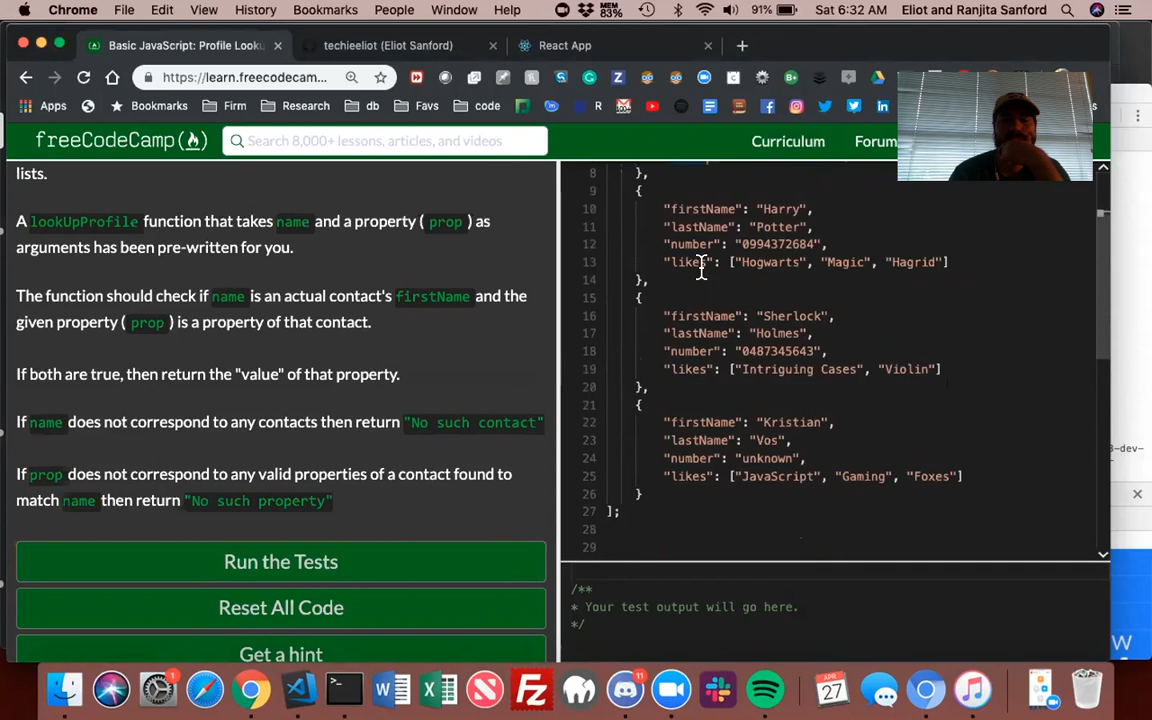 Chrome File Edit View History Bookmarks People Window Help MEM 83% 91% Sat 6:32 AM Eliot and Ranjita Sanford
Basic JavaScript: Profile Looku techieeliot (Eliot Sanford) React App
https://learn.freecodecamp...
Apps Bookmarks Firm Research db Favs code R 100+
freeCodeCamp Search 8,000+ lessons, articles, and videos Curriculum Forum
lists.
A lookUpProfile function that takes name and a property ( prop ) as
arguments has been pre-written for you.
The function should check if name is an actual contact's firstName and the
given property ( prop ) is a property of that contact.
If both are true, then return the "value" of that property.
If name does not correspond to any contacts then return "No such contact"
If prop does not correspond to any valid properties of a contact found to
match name then return "No such property"
Run the Tests
Reset All Code
Get a hint
8 },
9 {
10 "firstName": "Harry",
11 "lastName": "Potter",
12 "number": "0994372684",
13 "likes": ["Hogwarts", "Magic", "Hagrid"]
14 },
15 {
16 "firstName": "Sherlock",
17 "lastName": "Holmes",
18 "number": "0487345643",
19 "likes": ["Intriguing Cases", "Violin"]
20 },
21 {
22 "firstName": "Kristian",
23 "lastName": "Vos",
24 "number": "unknown",
25 "likes": ["JavaScript", "Gaming", "Foxes"]
26 }
27 ];
28
29
/**
* Your test output will go here.
*/
3-dev-
W
1
11
APR
27